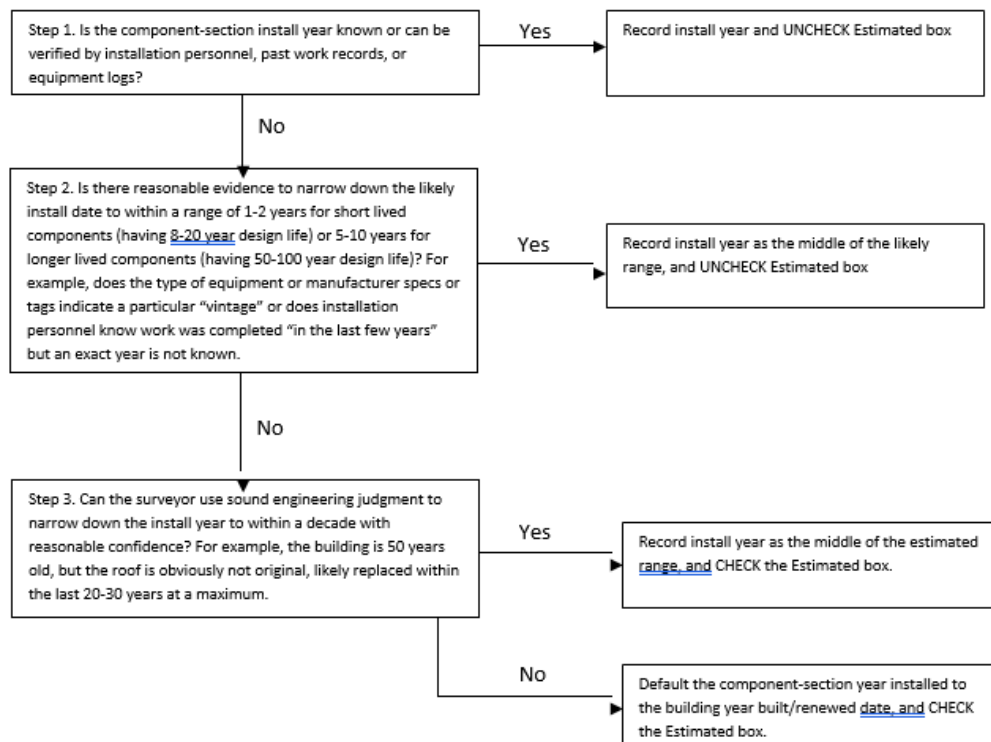 Step 1. Is the component-section install year known or can be
verified by installation personnel, past work records, or
equipment logs?
Yes
Record install year and UNCHECK Estimated box
No
Step 2. Is there reasonable evidence to narrow down the likely
install date to within a range of 1-2 years for short lived
components (having 8-20 year design life) or 5-10 years for
longer lived components (having 50-100 year design life)? For
example, does the type of equipment or manufacturer specs or
tags indicate a particular “vintage” or does installation
personnel know work was completed “in the last few years”
but an exact year is not known.
Yes
Record install year as the middle of the likely
range, and UNCHECK Estimated box
No
Step 3. Can the surveyor use sound engineering judgment to
narrow down the install year to within a decade with
reasonable confidence? For example, the building is 50 years
old, but the roof is obviously not original, likely replaced within
the last 20-30 years at a maximum.
Yes
Record install year as the middle of the estimated
range, and CHECK the Estimated box.
No
Default the component-section year installed to
the building year built/renewed date, and CHECK
the Estimated box.